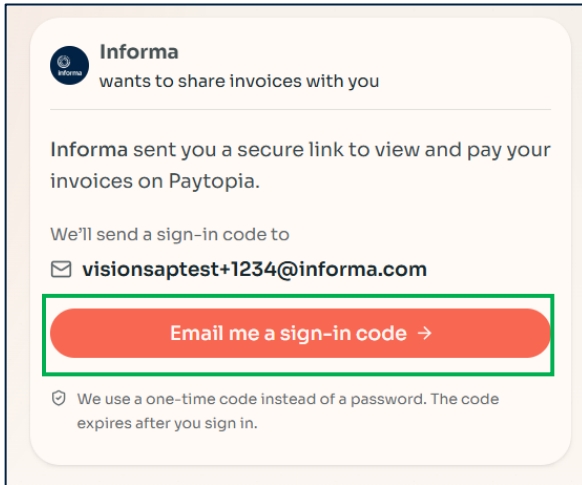 Informa
informa
wants to share invoices with you
Informa sent you a secure link to view and pay your
invoices on Paytopia.
We'll send a sign-in code to
visionsaptest+1234@informa.com
Email me a sign-in code →
We use a one-time code instead of a password. The code
expires after you sign in.